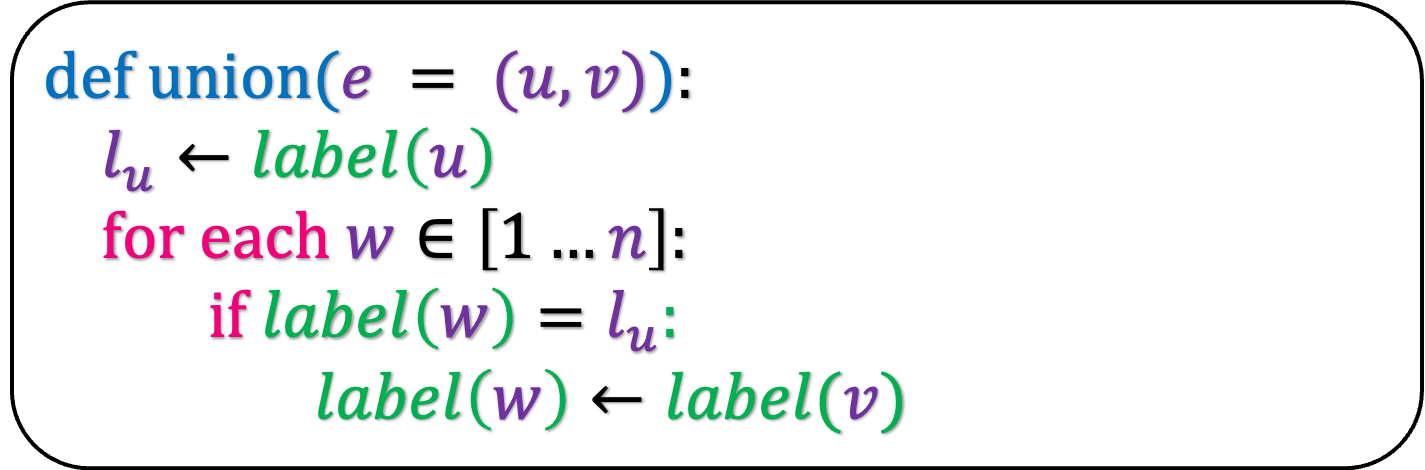 def union(e = (u, v)):
l_u ← label(u)
for each w ∈ [1 … n]:
if label(w) = l_u:
label(w) ← label(v)